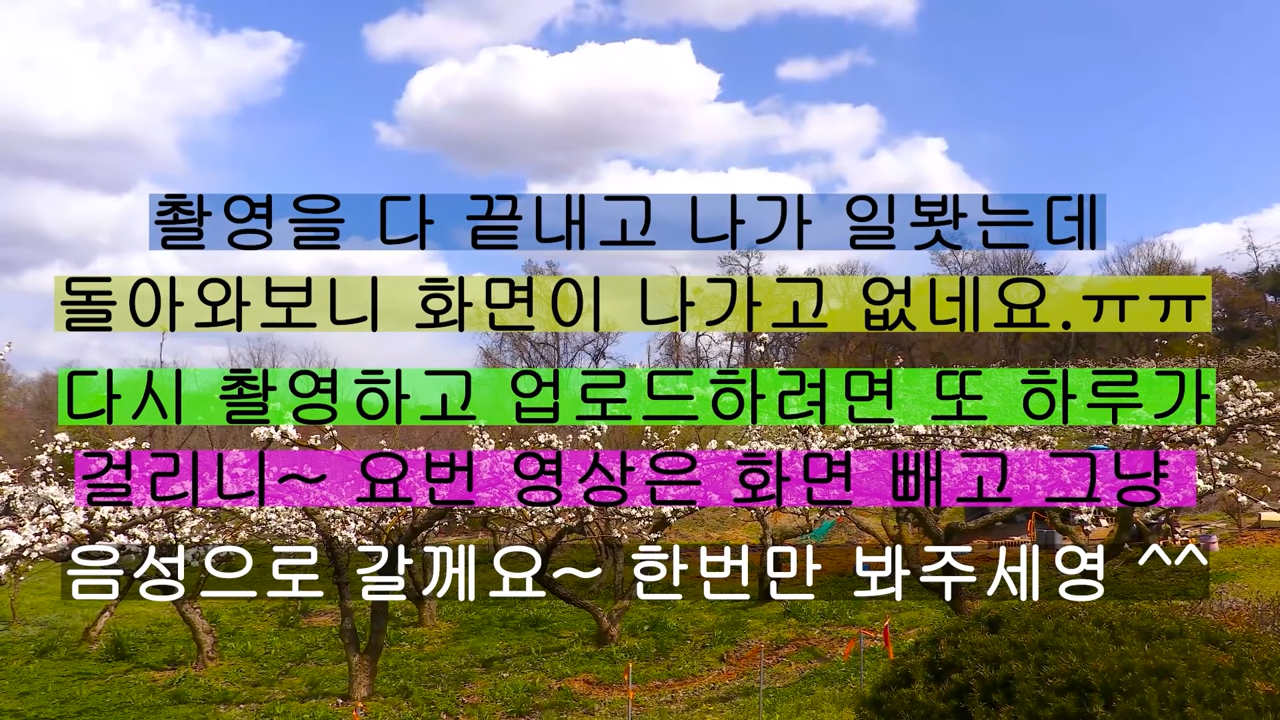 촬영을 다 끝내고 나가 일봣는데
돌아와보니 화면이 나가고 없네요.ㅠㅠ
다시 촬영하고 업로드하려면 또 하루가
걸리니~ 요번 영상은 화면 빼고 그냥
음성으로 갈께요~ 한번만 봐주세영 ^^